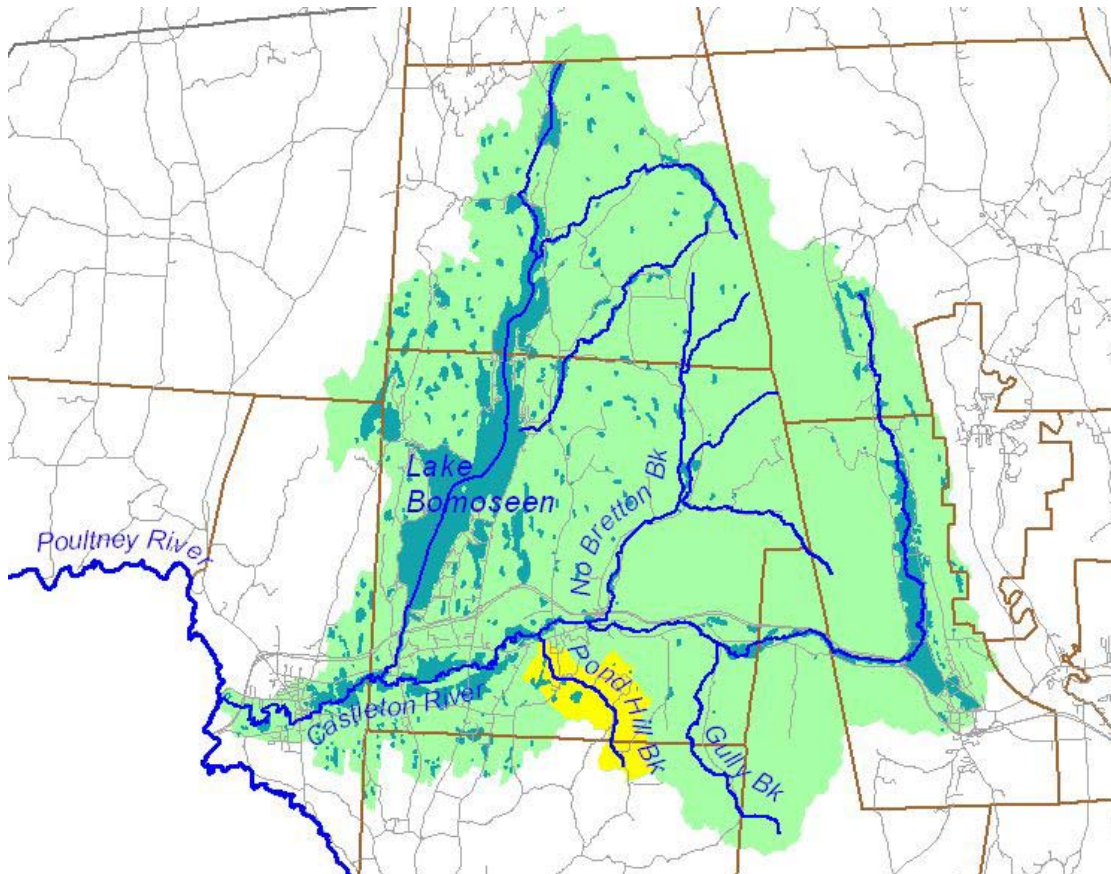 Lake
Bomoseen
No Bretton Bk
Poultney River
Pond Hill Bk
Castleton River
Gully Bk